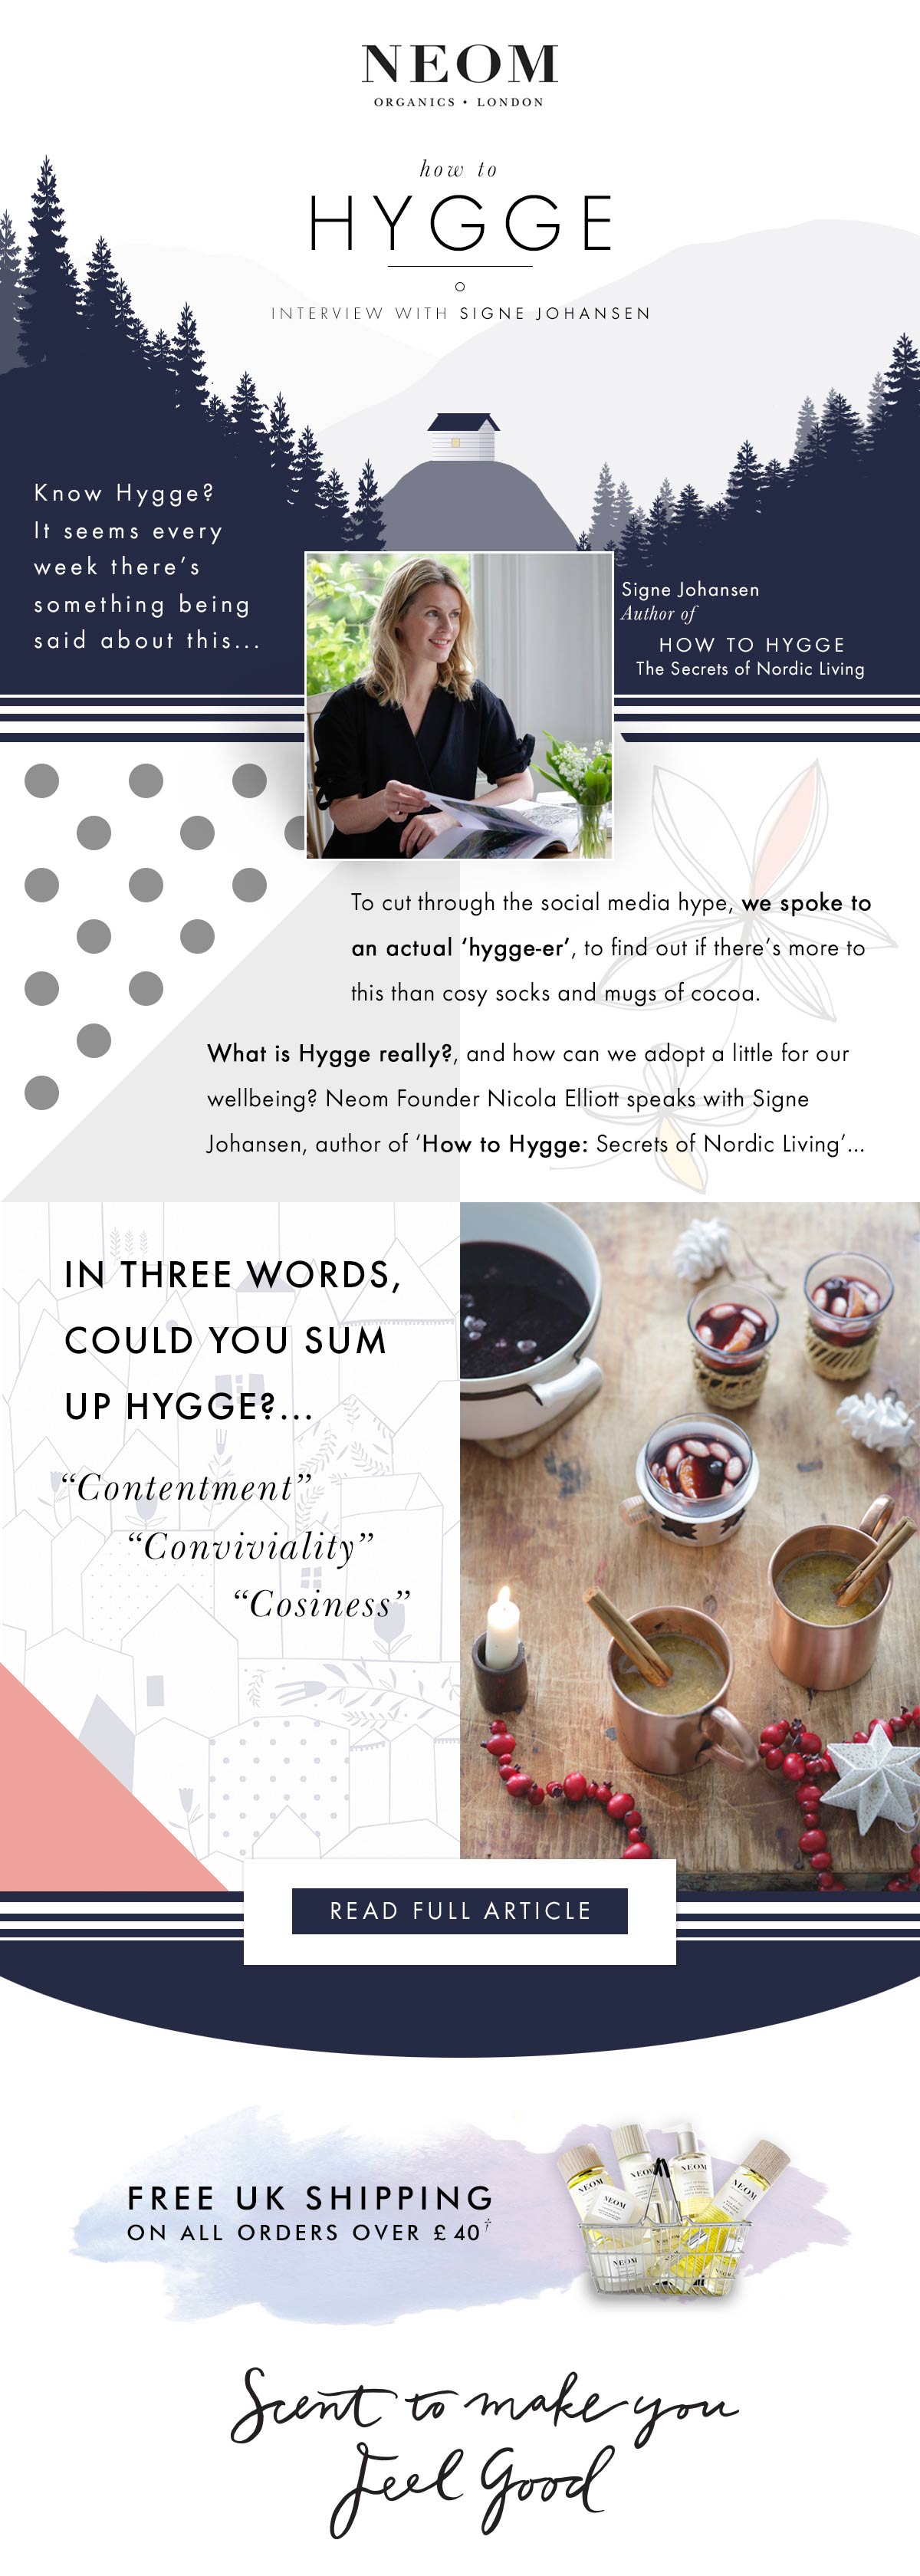 NEOM
ORGANICS • LONDON
how to
HYGGE
INTERVIEW WITH SIGNE JOHANSEN
Know Hygge?
It seems every
week there's
something being
said about this...
Signe Johansen
Author of
HOW TO HYGGE
The Secrets of Nordic Living
To cut through the social media hype, we spoke to
an actual ‘hygge-er’, to find out if there's more to
this than cosy socks and mugs of cocoa.
What is Hygge really?, and how can we adopt a little for our
wellbeing? Neom Founder Nicola Elliott speaks with Signe
Johansen, author of ‘How to Hygge: Secrets of Nordic Living’...
IN THREE WORDS,
COULD YOU SUM
UP HYGGE?...
“Contentment”
“Conviviality”
“Cosiness”
READ FULL ARTICLE
FREE UK SHIPPING
ON ALL ORDERS OVER £40†
NEOM
NEOM
NEOM
NEOM
NEOM
NEOM
Scent to make you
Feel Good